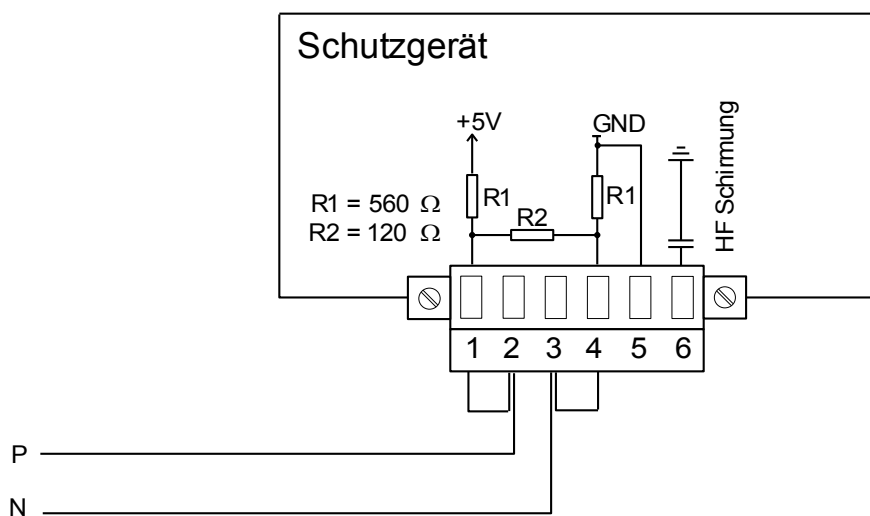 Schutzgerät
+5V
GND
HF Schirmung
R1 = 560 Ω
R1
R1
R2 = 120 Ω
R2
1 2 3 4 5 6
P
N